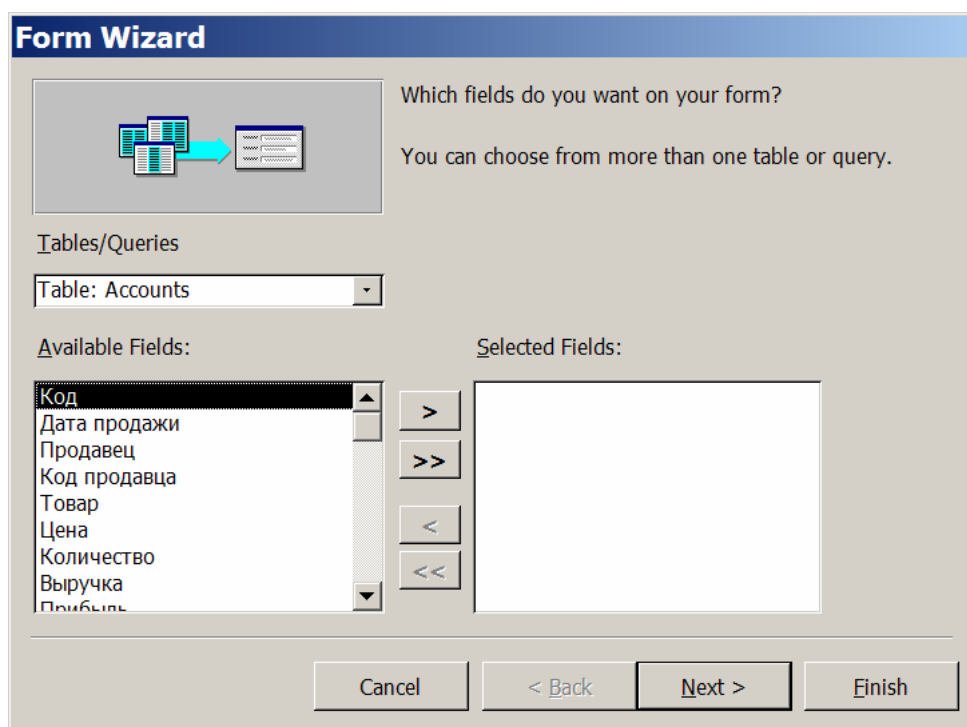 Form Wizard
Which fields do you want on your form?
You can choose from more than one table or query.
Tables/Queries
Table: Accounts
Available Fields:
Selected Fields:
Код
Дата продажи
Продавец
Код продавца
Товар
Цена
Количество
Выручка
Прибыль
>
>>
<
<<
Cancel
< Back
Next >
Finish